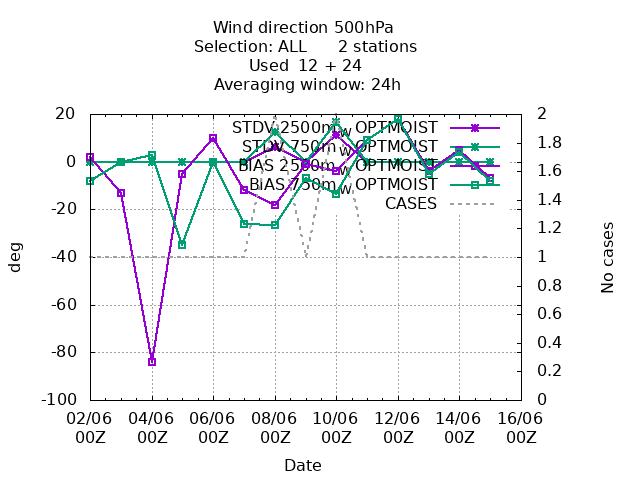 Wind direction 500hPa
Selection: ALL 2 stations
Used 12 + 24
Averaging window: 24h
STDV 2500m_w OPTMOIST
STDV 750m_w OPTMOIST
BIAS 2500m_w OPTMOIST
BIAS 750m_w OPTMOIST
CASES
20
0
-20
-40
-60
-80
-100
deg
2
1.8
1.6
1.4
1.2
1
0.8
0.6
0.4
0.2
0
No cases
02/06 04/06 06/06 08/06 10/06 12/06 14/06 16/06
00Z 00Z 00Z 00Z 00Z 00Z 00Z 00Z
Date